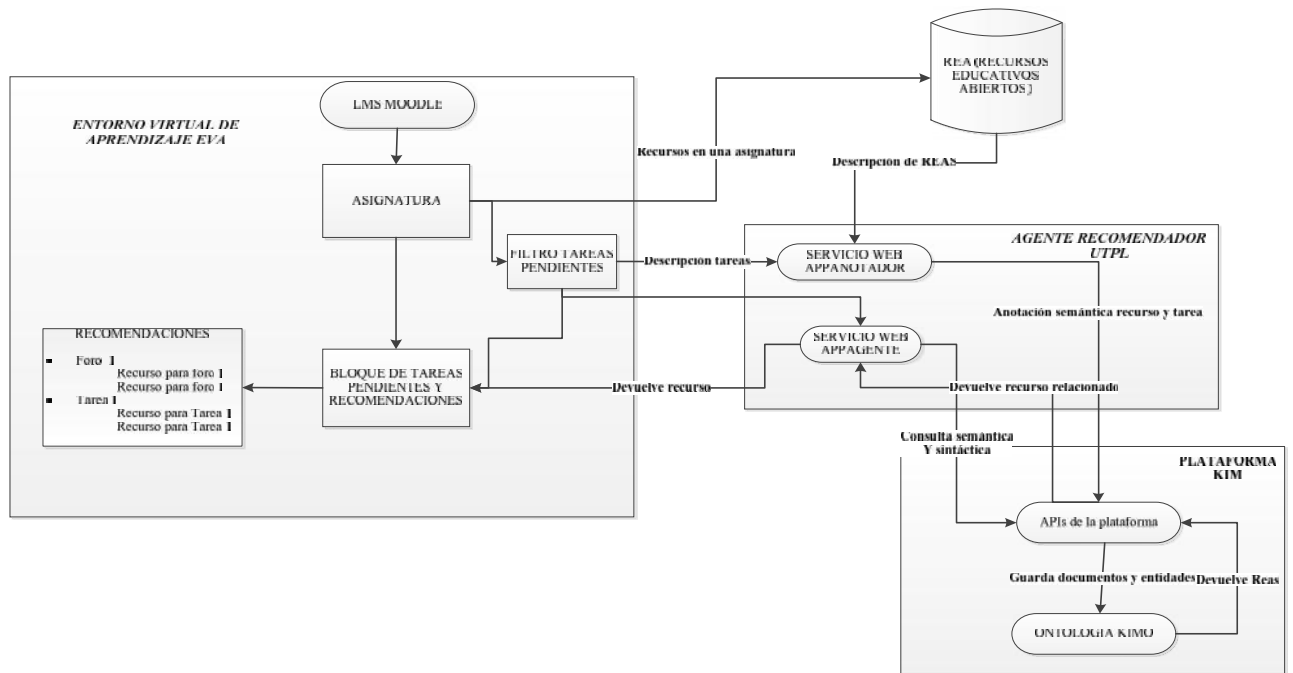 REA (RECURSOS
EDUCATIVOS
ABIERTOS)
LMS MOODLE
ENTORNO VIRTUAL DE
APRENDIZAJE EVA
Recursos en una asignatura
Descripción de REAS
ASIGNATURA
AGENTE RECOMENDADOR
UTPL
FILTRO TAREAS
PENDIENTES
Descripción tareas
SERVICIO WEB
APPANOTADOR
Anotación semántica recurso y tarea
SERVICIO WEB
APPAGENTE
RECOMENDACIONES
▪ Foro 1
Recurso para foro 1
Recurso para foro 1
▪ Tarea 1
Recurso para Tarea 1
Recurso para Tarea 1
BLOQUE DE TAREAS
PENDIENTES Y
RECOMENDACIONES
Devuelve recurso
Devuelve recurso relacionado
Consulta semántica
Y sintáctica
PLATAFORMA
KIM
APIs de la plataforma
Guarda documentos y entidades
Devuelve Reas
ONTOLOGIA KIMO